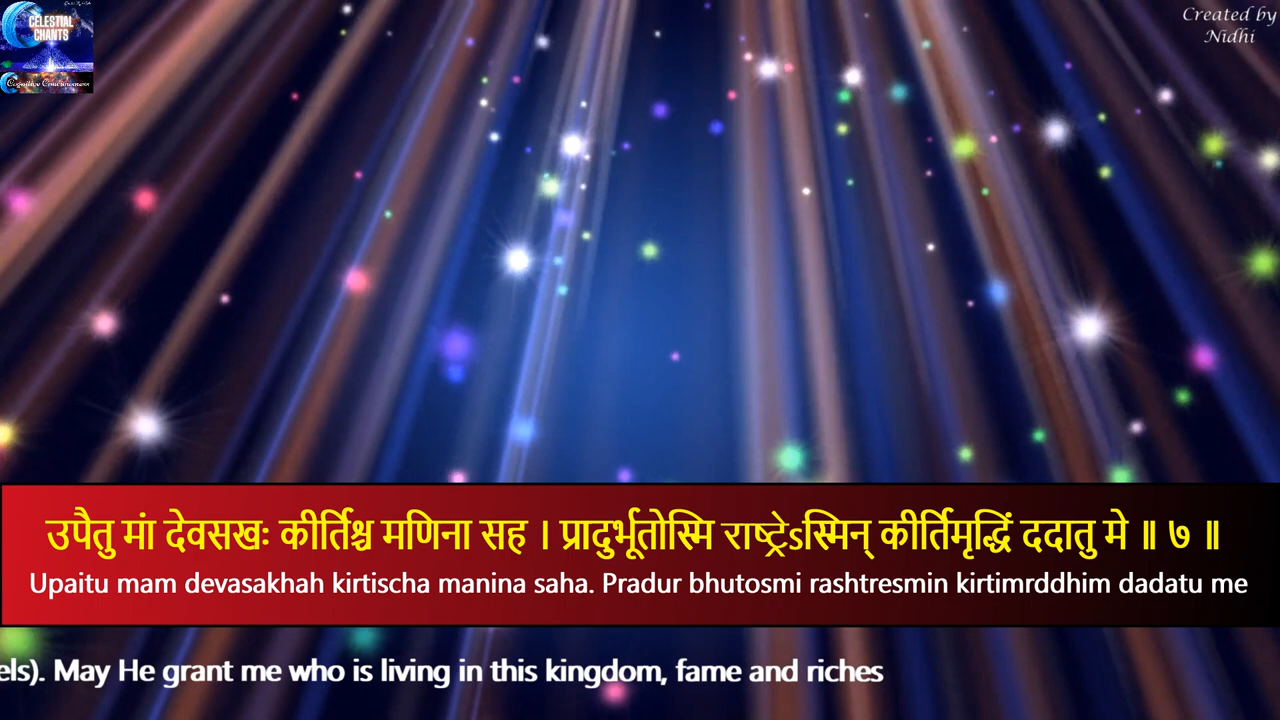 CELESTIAL
CHANTS
Cognitive Consciousness
Created by
Nidhi
उपैतु मां देवसखः कीर्तिश्च मणिना सह । प्रादुर्भूतोस्मि राष्ट्रेऽस्मिन् कीर्तिमृद्धिं ददातु मे ॥ ७ ॥
Upaitu mam devasakhah kirtischa manina saha. Pradur bhutosmi rashtresmin kirtimrddhim dadatu me
els). May He grant me who is living in this kingdom, fame and riches